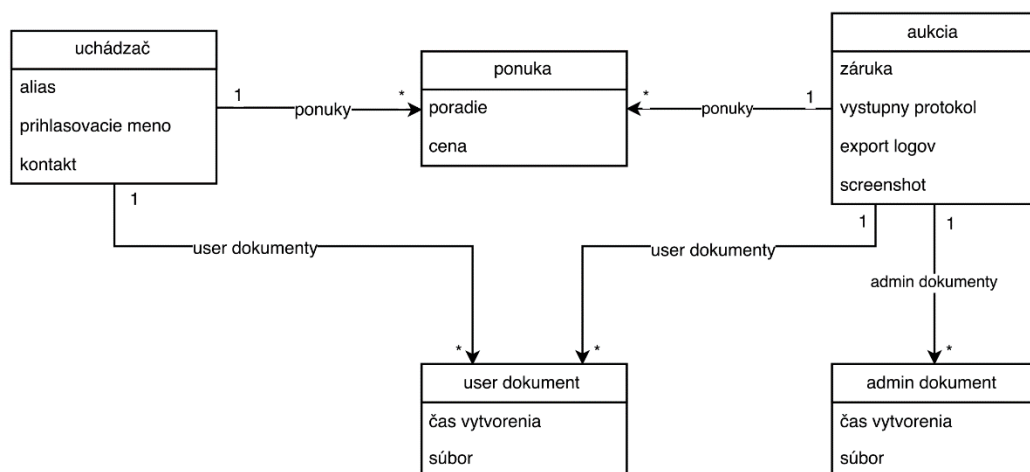 uchádzač
alias
prihlasovacie meno
kontakt
1
ponuky
*
ponuka
poradie
cena
*
ponuky
1
aukcia
záruka
vystupny protokol
export logov
screenshot
1
user dokumenty
*
1
user dokumenty
*
1
admin dokumenty
*
user dokument
čas vytvorenia
súbor
admin dokument
čas vytvorenia
súbor